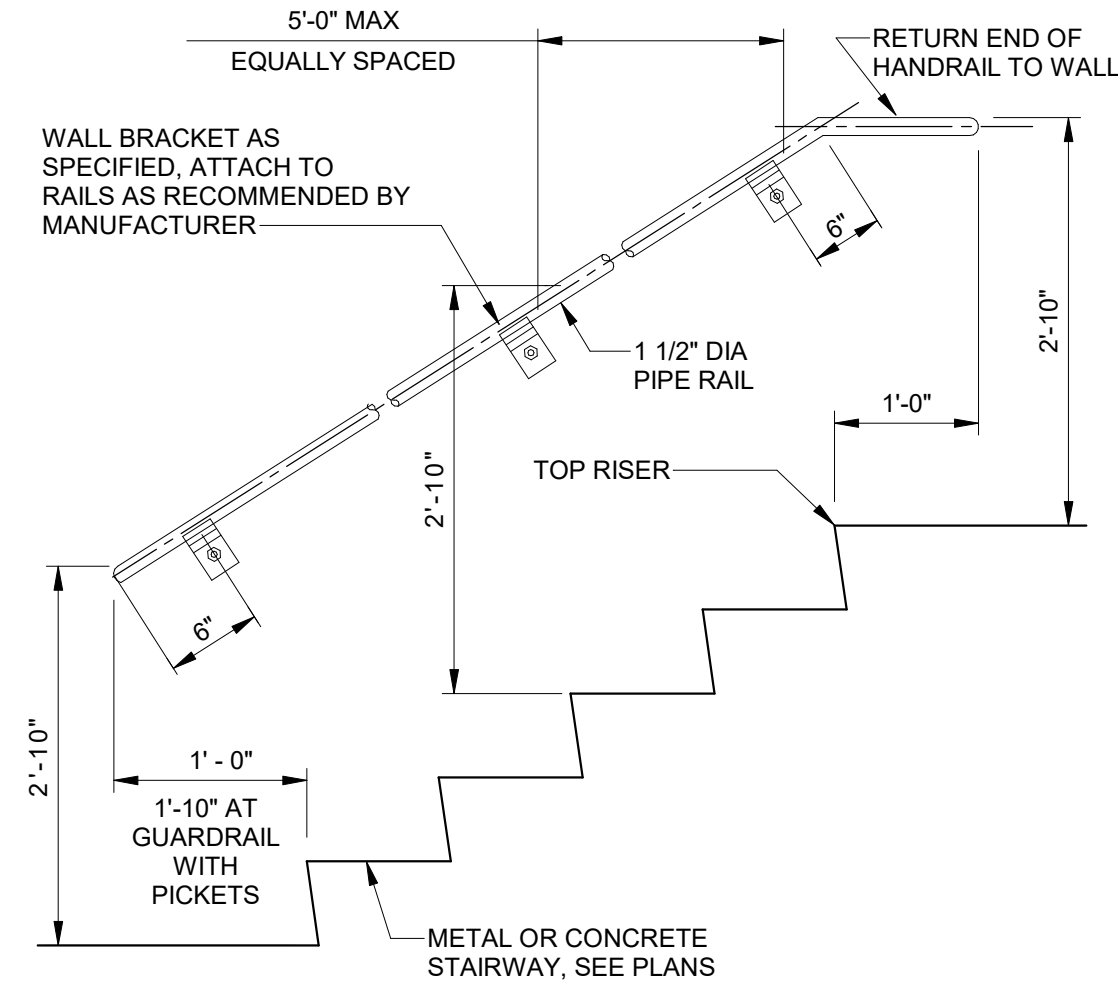 5'-0" MAX
EQUALLY SPACED
RETURN END OF
HANDRAIL TO WALL
WALL BRACKET AS
SPECIFIED, ATTACH TO
RAILS AS RECOMMENDED BY
MANUFACTURER
6"
2'-10"
1 1/2" DIA
PIPE RAIL
1'-0"
2'-10"
TOP RISER
6"
2'-10"
1' - 0"
1'-10" AT
GUARDRAIL
WITH
PICKETS
METAL OR CONCRETE
STAIRWAY, SEE PLANS